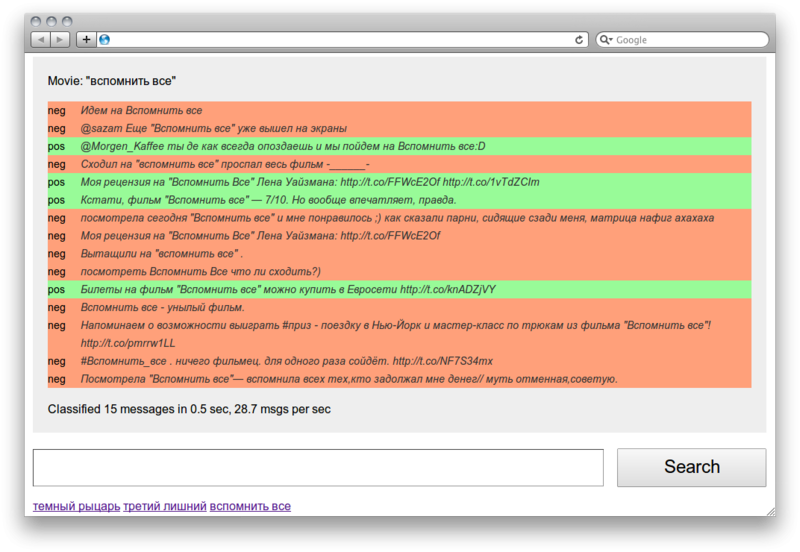 Google
Movie: "вспомнить все"
neg Идем на Вспомнить все
neg @sazam Еще "Вспомнить все" уже вышел на экраны
pos @Morgen_Kaffee ты де как всегда опоздаешь и мы пойдем на Вспомнить все:D
neg Сходил на "вспомнить все" проспал весь фильм -______-
pos Моя рецензия на "Вспомнить Все" Лена Уайзмана: http://t.co/FFWcE2Of http://t.co/1vTdZCIm
pos Кстати, фильм "Вспомнить все" — 7/10. Но вообще впечатляет, правда.
neg посмотрела сегодня "Вспомнить все" и мне понравилось ;) как сказали парни, сидящие сзади меня, матрица нафиг ахахаха
neg Моя рецензия на "Вспомнить Все" Лена Уайзмана: http://t.co/FFWcE2Of
neg Вытащили на "вспомнить все" .
neg посмотреть Вспомнить Все что ли сходить?)
pos Билеты на фильм "Вспомнить все" можно купить в Евросети http://t.co/knADZjVY
neg Вспомнить все - унылый фильм.
neg Напоминаем о возможности выиграть #приз - поездку в Нью-Йорк и мастер-класс по трюкам из фильма "Вспомнить все"!
http://t.co/pmrrw1LL
neg #Вспомнить_все . ничего фильмец. для одного раза сойдёт. http://t.co/NF7S34mx
neg Посмотрела "Вспомнить все"— вспомнила всех тех,кто задолжал мне денег// муть отменная,советую.
Classified 15 messages in 0.5 sec, 28.7 msgs per sec
Search
темный рыцарь третий лишний вспомнить все